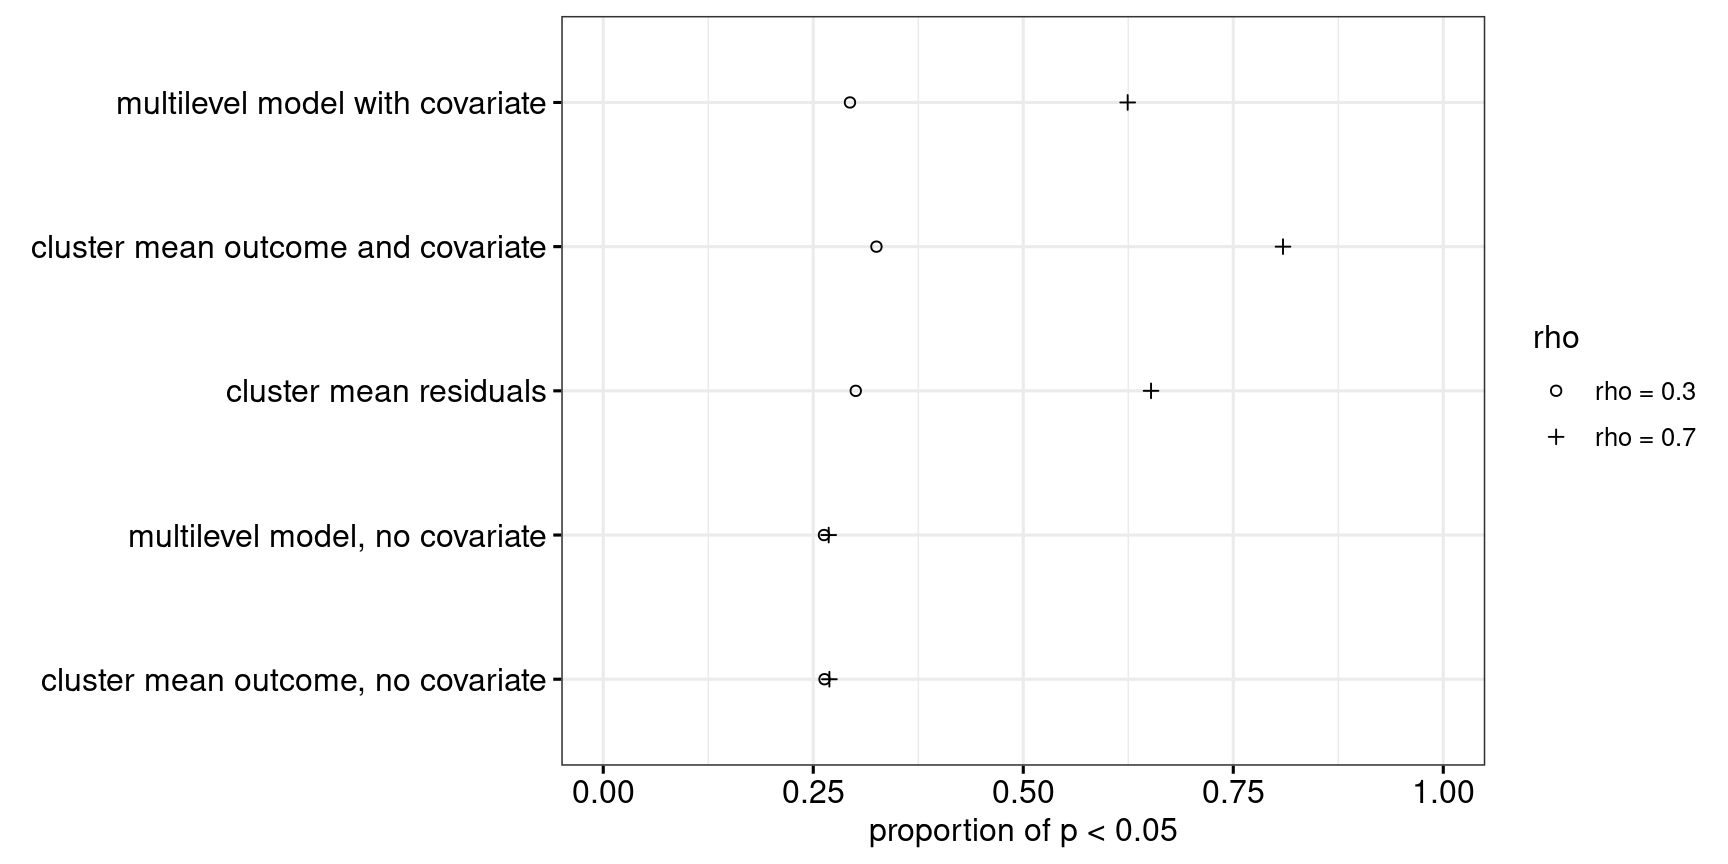 multilevel model with covariate
cluster mean outcome and covariate
cluster mean residuals
multilevel model, no covariate
cluster mean outcome, no covariate
0.00 0.25 0.50 0.75 1.00
proportion of p < 0.05
rho
rho = 0.3
rho = 0.7